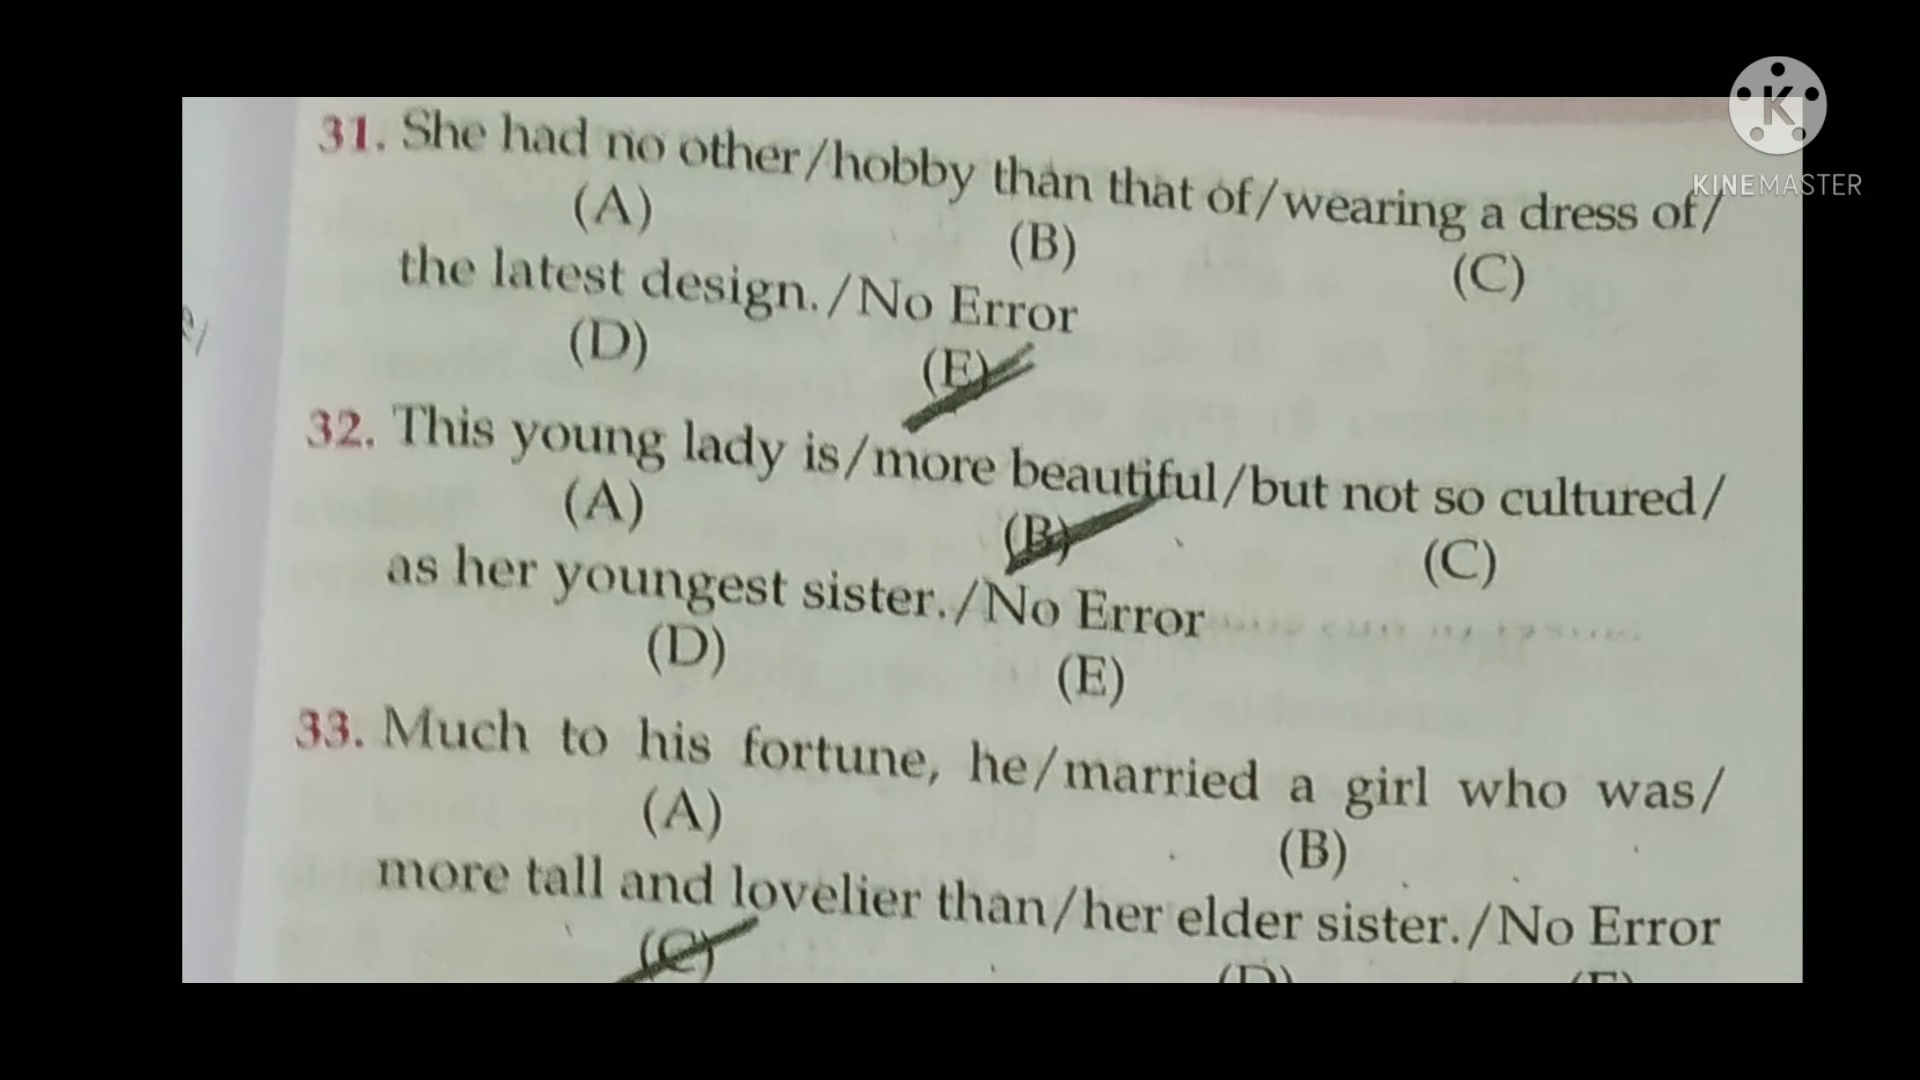 KINEMASTER
31. She had no other/hobby than that of/wearing a dress of/
(A) (B) (C)
the latest design./No Error
(D) (E)
32. This young lady is/more beautiful/but not so cultured/
(A) (B) (C)
as her youngest sister./No Error
(D) (E)
33. Much to his fortune, he/married a girl who was/
(A) (B)
more tall and lovelier than/her elder sister./No Error
(C) (D) (E)